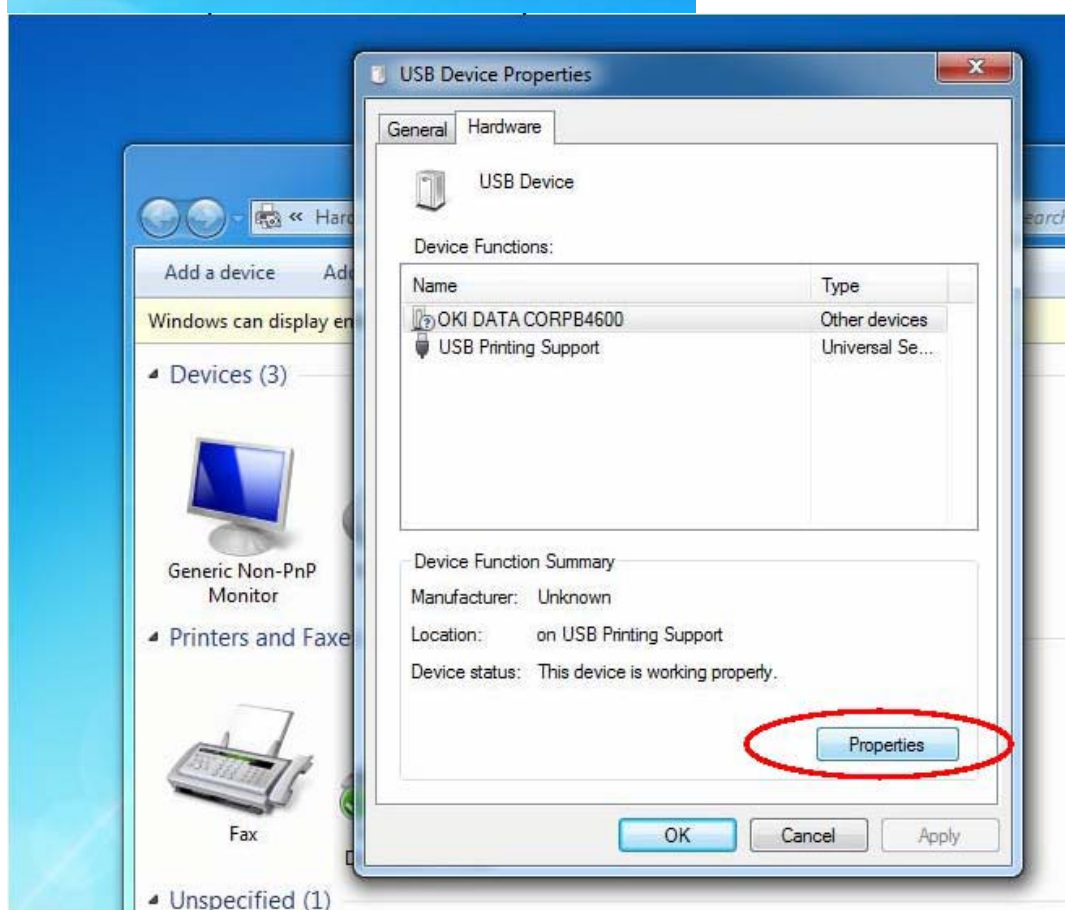 USB Device Properties
General Hardware
USB Device
Device Functions:
Name Type
OKI DATA CORPB4600 Other devices
USB Printing Support Universal Se...
Device Function Summary
Manufacturer: Unknown
Location: on USB Printing Support
Device status: This device is working properly.
Properties
OK Cancel Apply
« Hard
earch
Add a device Add
Windows can display en
Devices (3)
Generic Non-PnP
Monitor
Printers and Faxe
Fax
D
Unspecified (1)